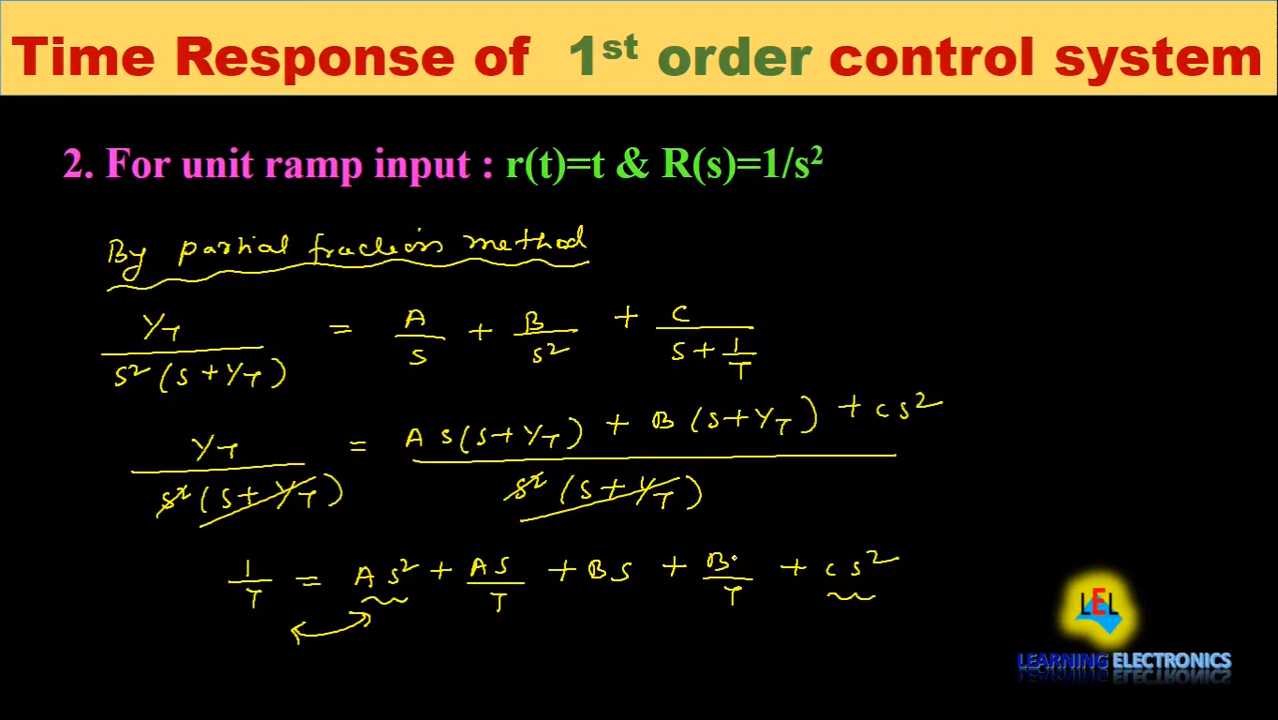 Time Response of 1st order control system
2. For unit ramp input : r(t)=t & R(s)=1/s²
By partial fraction method
1/T / s²(s+1/T) = A/s + B/s² + C/(s+1/T)
1/T / s²(s+1/T) = A s(s+1/T) + B(s+1/T) + Cs² / s²(s+1/T)
1/T = As² + AS/T + BS + B/T + Cs²
LEL
LEARNING ELECTRONICS